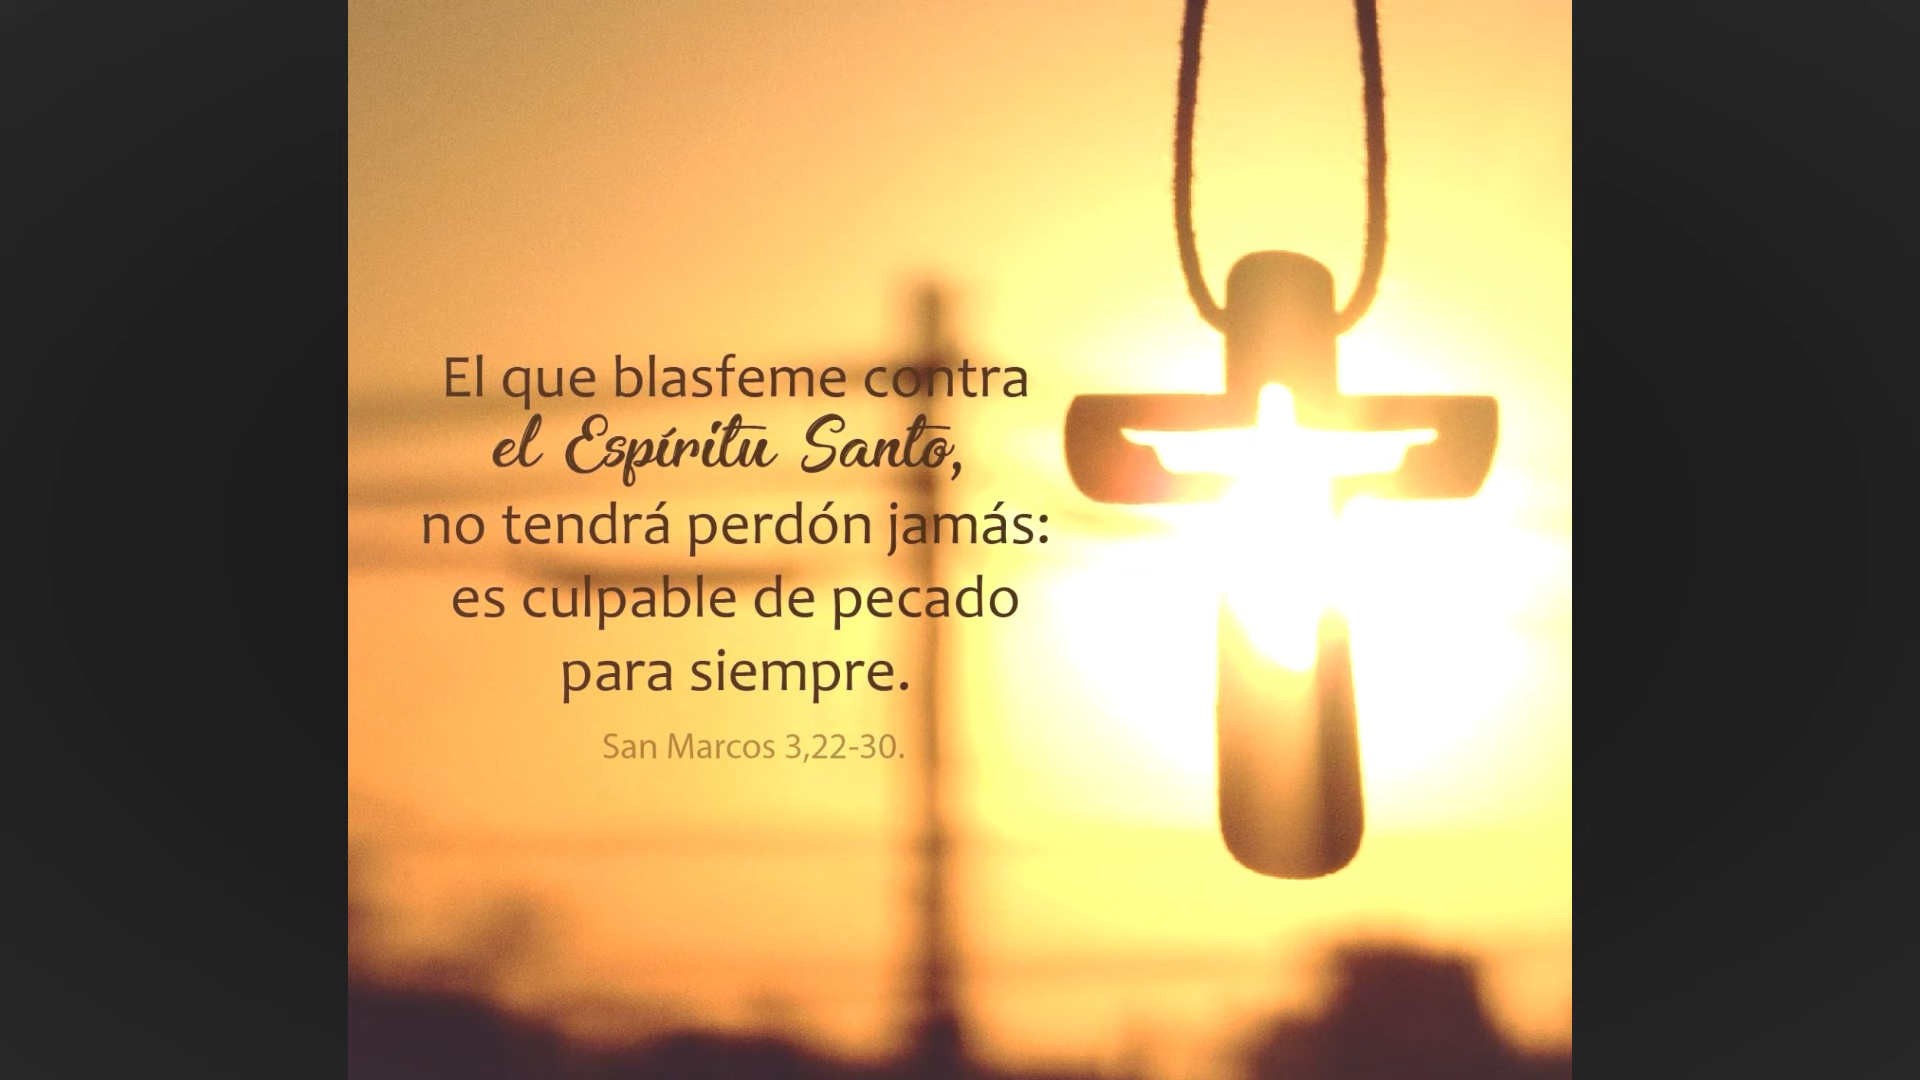 El que blasfeme contra
el Espíritu Santo,
no tendrá perdón jamás:
es culpable de pecado
para siempre.
San Marcos 3,22-30.